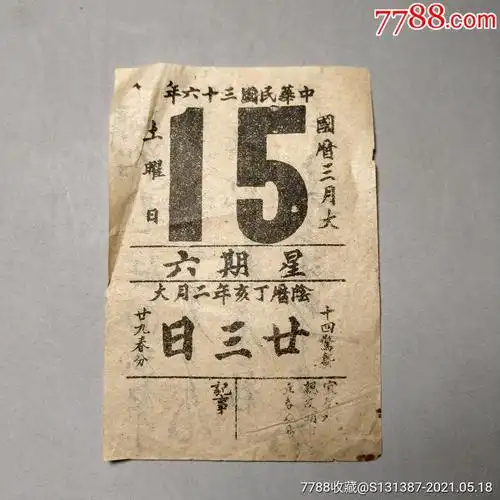 7788.com
中華民國三十六年
國曆三月大
15
土曜日
星期六
陰曆丁亥年二月大
十四驚蟄
廿三日
廿九春分
記事
7788收藏@S131387-2021.05.18